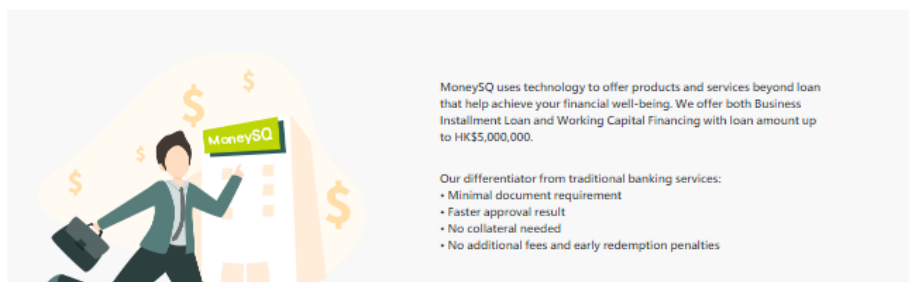 MoneySQ
MoneySQ uses technology to offer products and services beyond loan
that help achieve your financial well-being. We offer both Business
Installment Loan and Working Capital Financing with loan amount up
to HK$5,000,000.
Our differentiator from traditional banking services:
• Minimal document requirement
• Faster approval result
• No collateral needed
• No additional fees and early redemption penalties